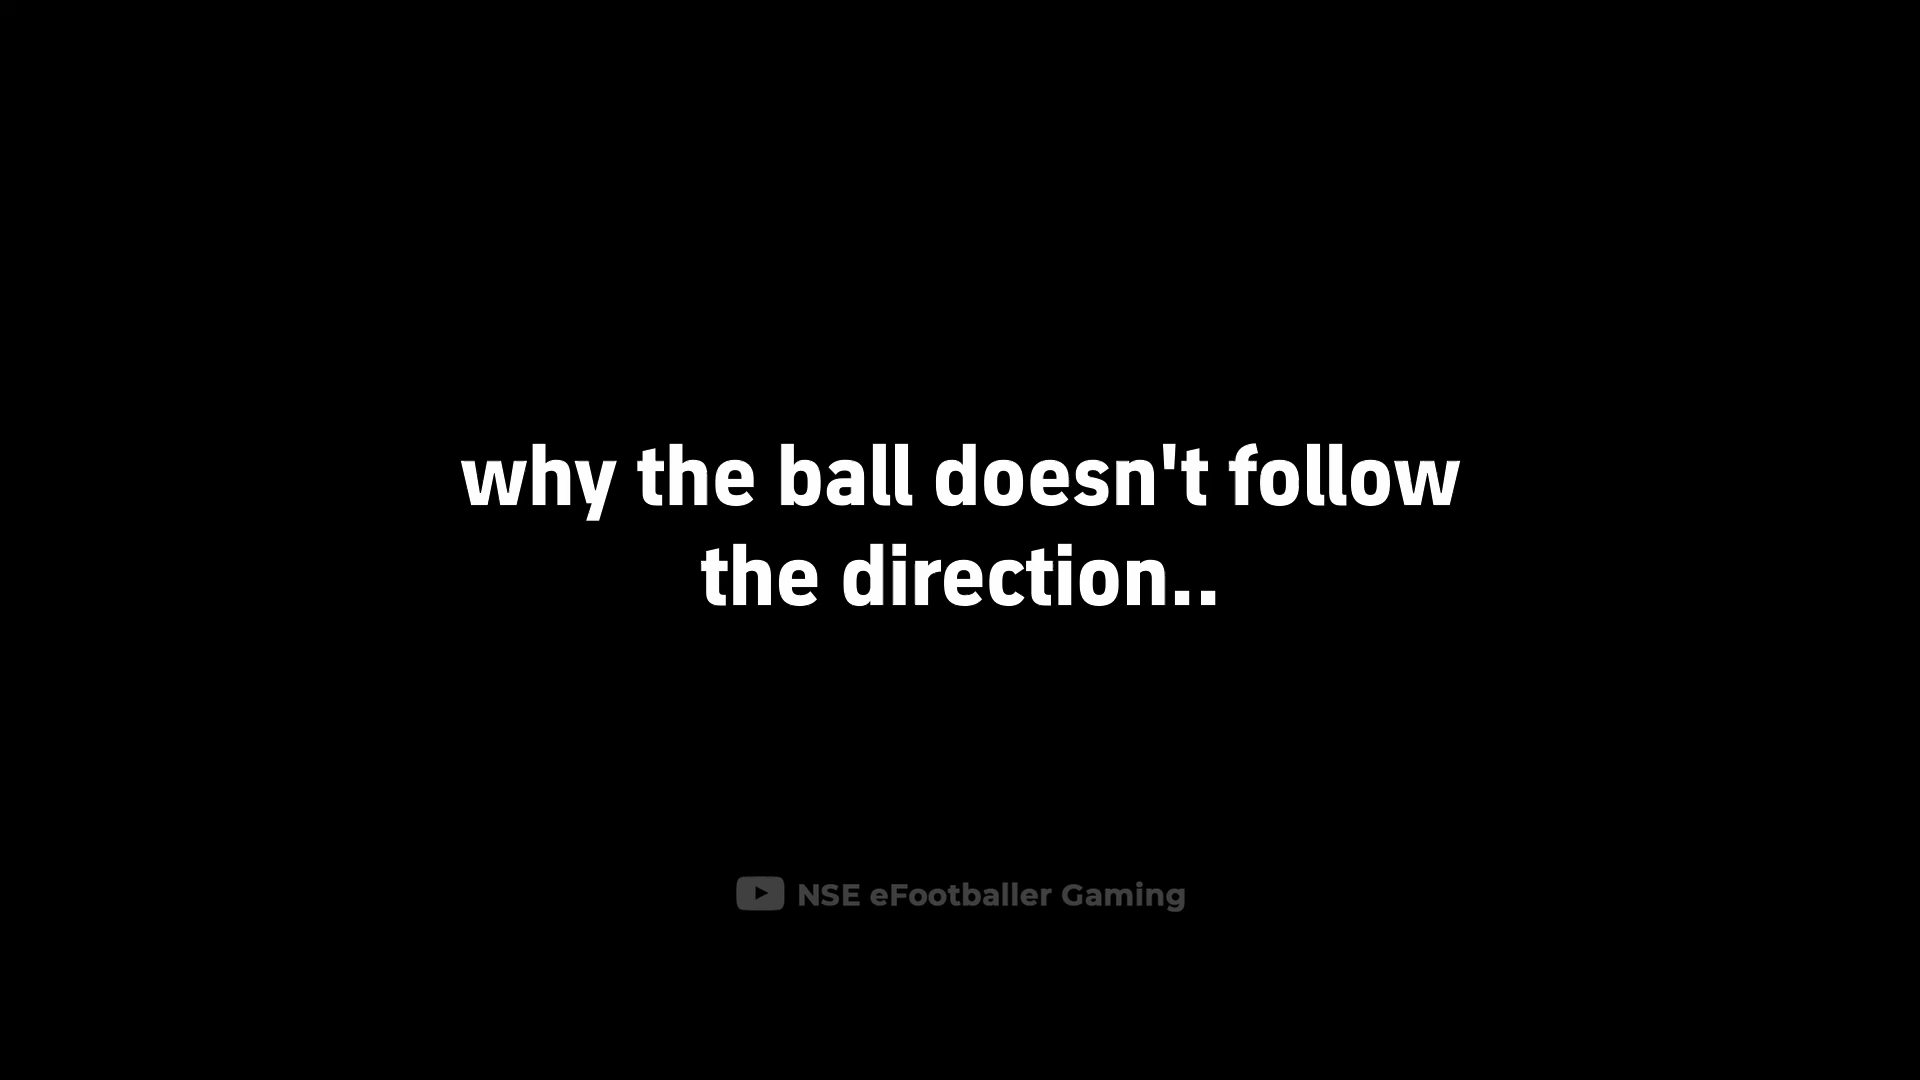 why the ball doesn't follow
the direction..
NSE eFootballer Gaming